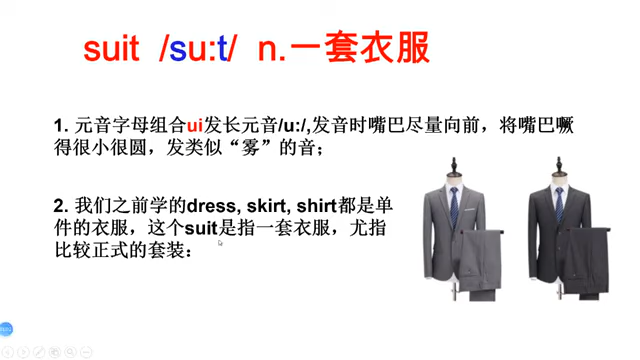 suit /su:t/ n.一套衣服
1. 元音字母组合ui发长元音/u:/,发音时嘴巴尽量向前，将嘴巴噘
得很小很圆，发类似“雾”的音；
2. 我们之前学的dress, skirt, shirt都是单
件的衣服，这个suit是指一套衣服，尤指
比较正式的套装：